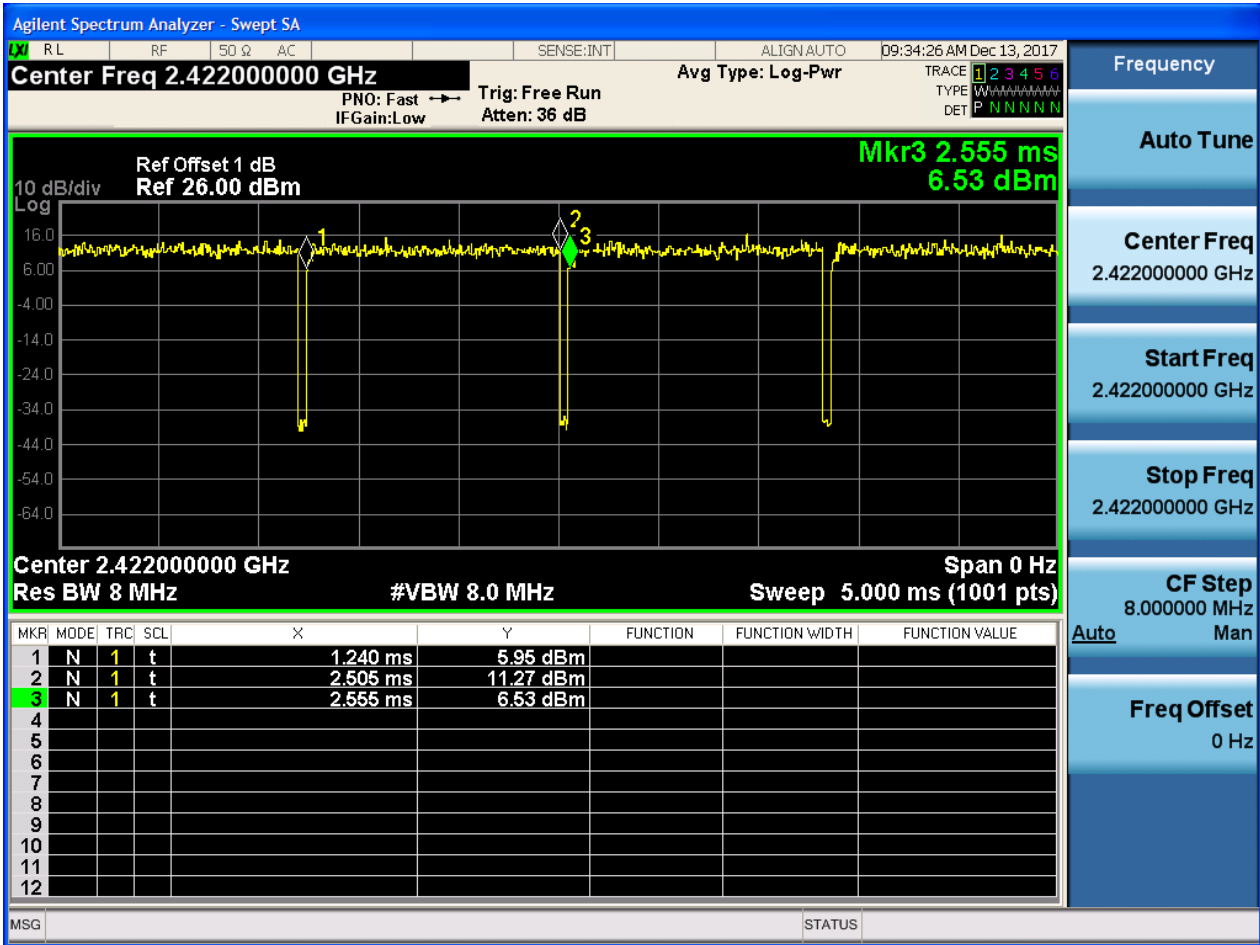 Agilent Spectrum Analyzer - Swept SA
LXI RL RF 50 Ω AC SENSE:INT ALIGN AUTO 09:34:26 AM Dec 13, 2017
Center Freq 2.422000000 GHz
PNO: Fast
IFGain:Low
Trig: Free Run
Atten: 36 dB
Avg Type: Log-Pwr
TRACE 1 2 3 4 5 6
TYPE W
DET P N N N N N
Ref Offset 1 dB
10 dB/div Ref 26.00 dBm
Log
Mkr3 2.555 ms
6.53 dBm
16.0
6.00
-4.00
-14.0
-24.0
-34.0
-44.0
-54.0
-64.0
1
2
3
Center 2.422000000 GHz Span 0 Hz
Res BW 8 MHz #VBW 8.0 MHz Sweep 5.000 ms (1001 pts)
MKR MODE TRC SCL X Y FUNCTION FUNCTION WIDTH FUNCTION VALUE
1 N 1 t 1.240 ms 5.95 dBm
2 N 1 t 2.505 ms 11.27 dBm
3 N 1 t 2.555 ms 6.53 dBm
4
5
6
7
8
9
10
11
12
MSG STATUS
Frequency
Auto Tune
Center Freq
2.422000000 GHz
Start Freq
2.422000000 GHz
Stop Freq
2.422000000 GHz
CF Step
8.000000 MHz
Auto Man
Freq Offset
0 Hz